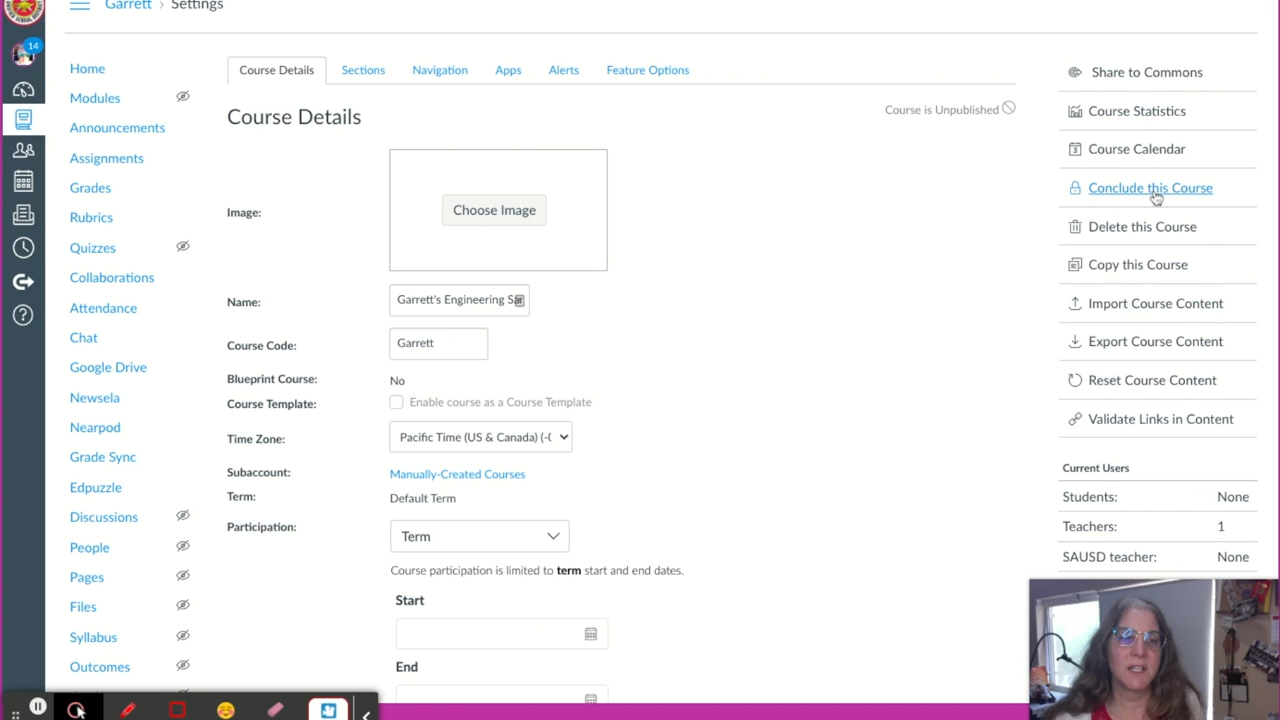 Garrett › Settings
14
Home
Modules
Announcements
Assignments
Grades
Rubrics
Quizzes
Collaborations
Attendance
Chat
Google Drive
Newsela
Nearpod
Grade Sync
Edpuzzle
Discussions
People
Pages
Files
Syllabus
Outcomes
Course Details
Sections
Navigation
Apps
Alerts
Feature Options
Course Details
Course is Unpublished
Image:
Choose Image
Name:
Garrett's Engineering
Course Code:
Garrett
Blueprint Course:
No
Course Template:
Enable course as a Course Template
Time Zone:
Pacific Time (US & Canada) (-
Subaccount:
Manually-Created Courses
Term:
Default Term
Participation:
Term
Course participation is limited to term start and end dates.
Start
End
Share to Commons
Course Statistics
Course Calendar
Conclude this Course
Delete this Course
Copy this Course
Import Course Content
Export Course Content
Reset Course Content
Validate Links in Content
Current Users
Students: None
Teachers: 1
SAUSD teacher: None